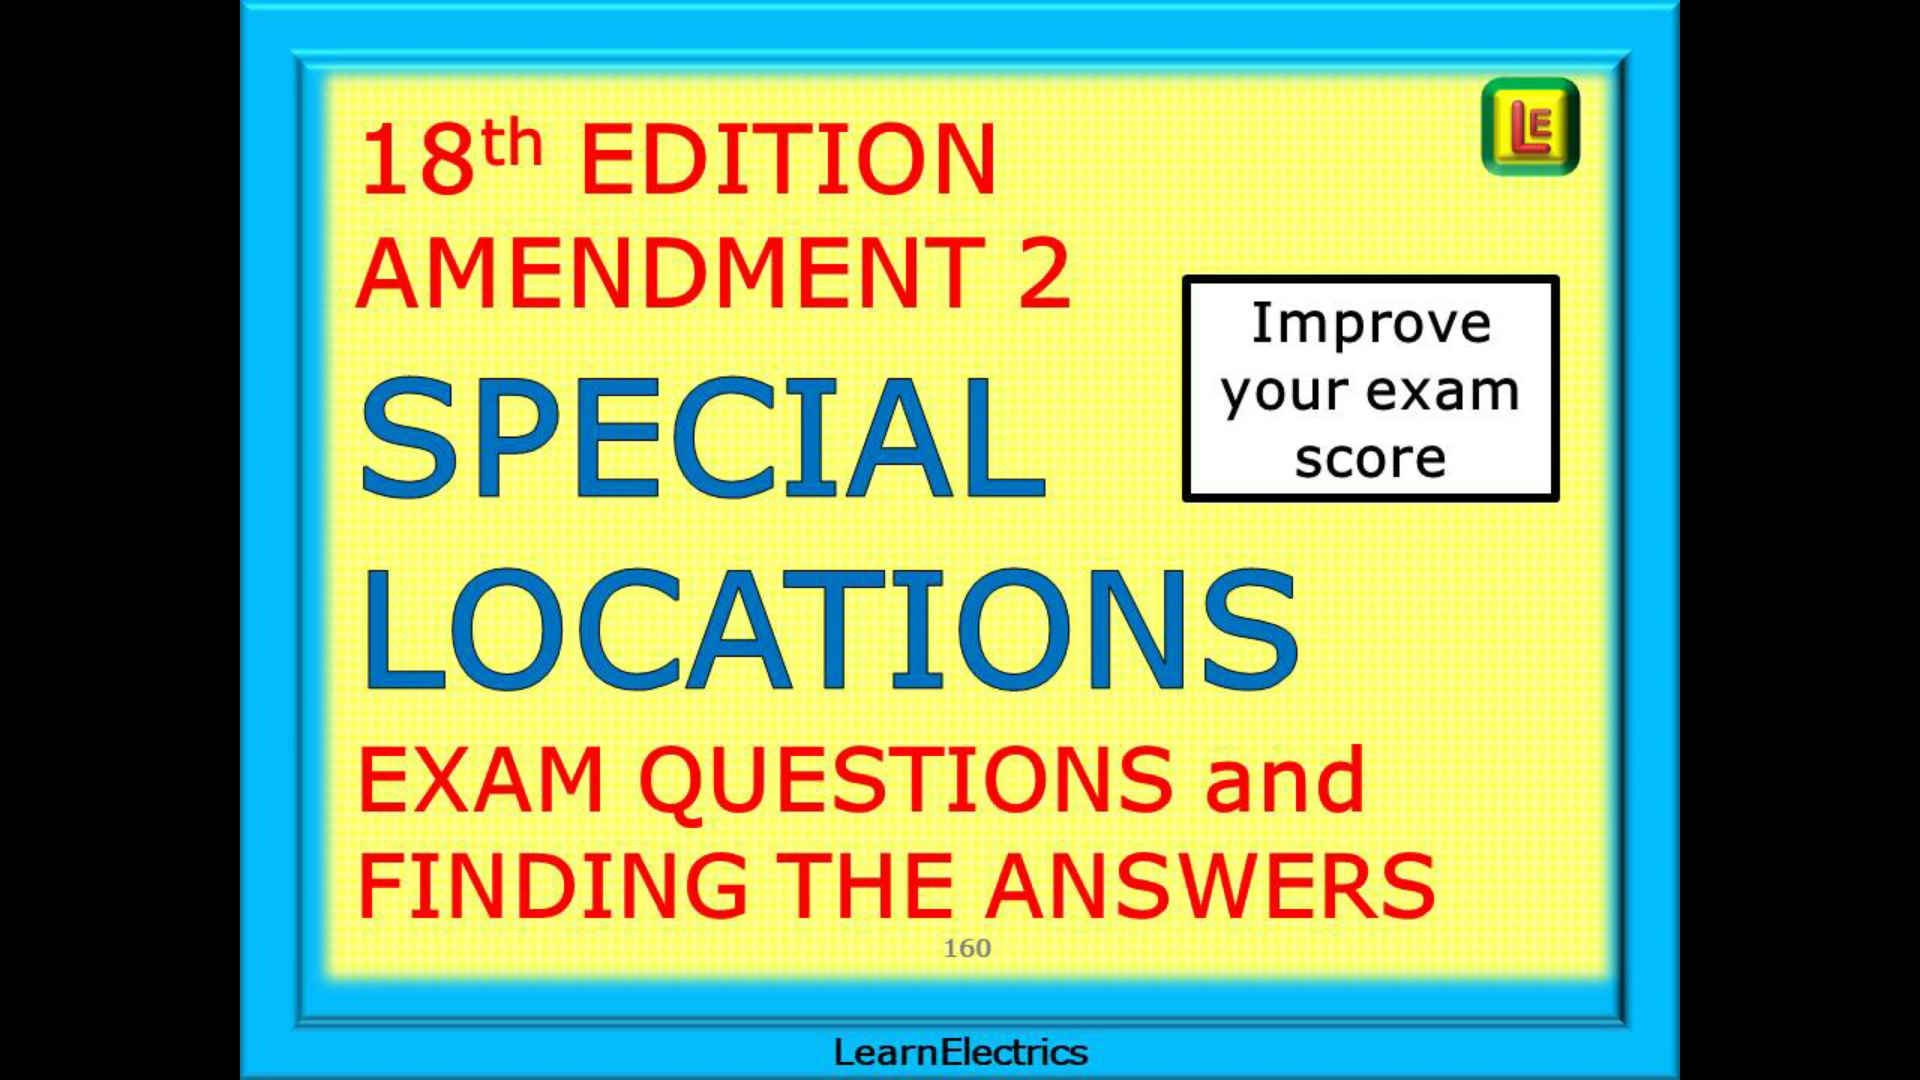 18th EDITION
AMENDMENT 2
SPECIAL
LOCATIONS
EXAM QUESTIONS and
FINDING THE ANSWERS
LE
Improve
your exam
score
160
LearnElectrics